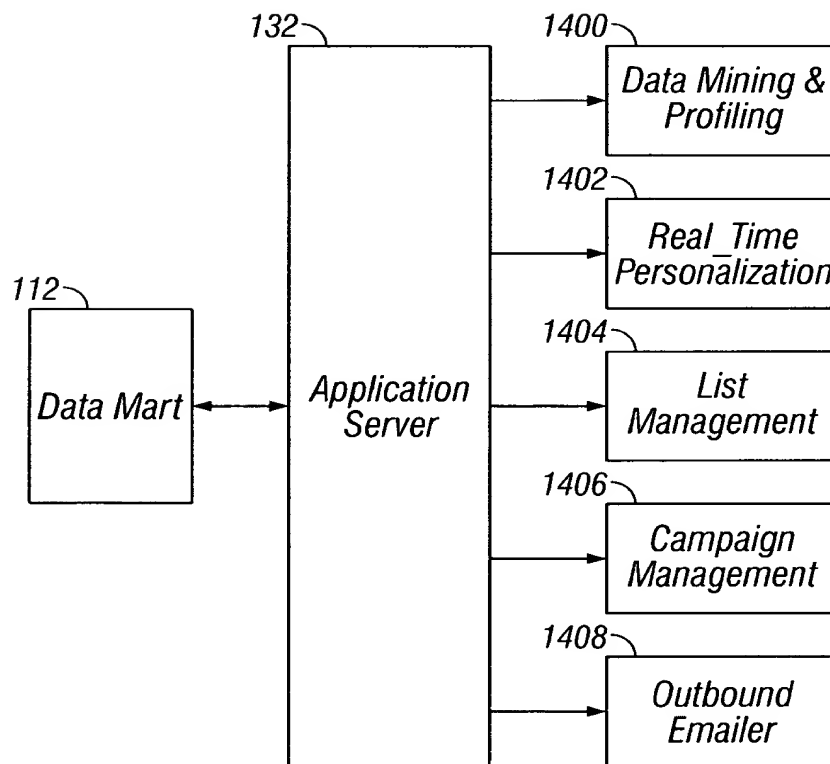 132
1400
Data Mining &
Profiling
1402
Real_Time
Personalization
112
Data Mart
Application
Server
1404
List
Management
1406
Campaign
Management
1408
Outbound
Emailer